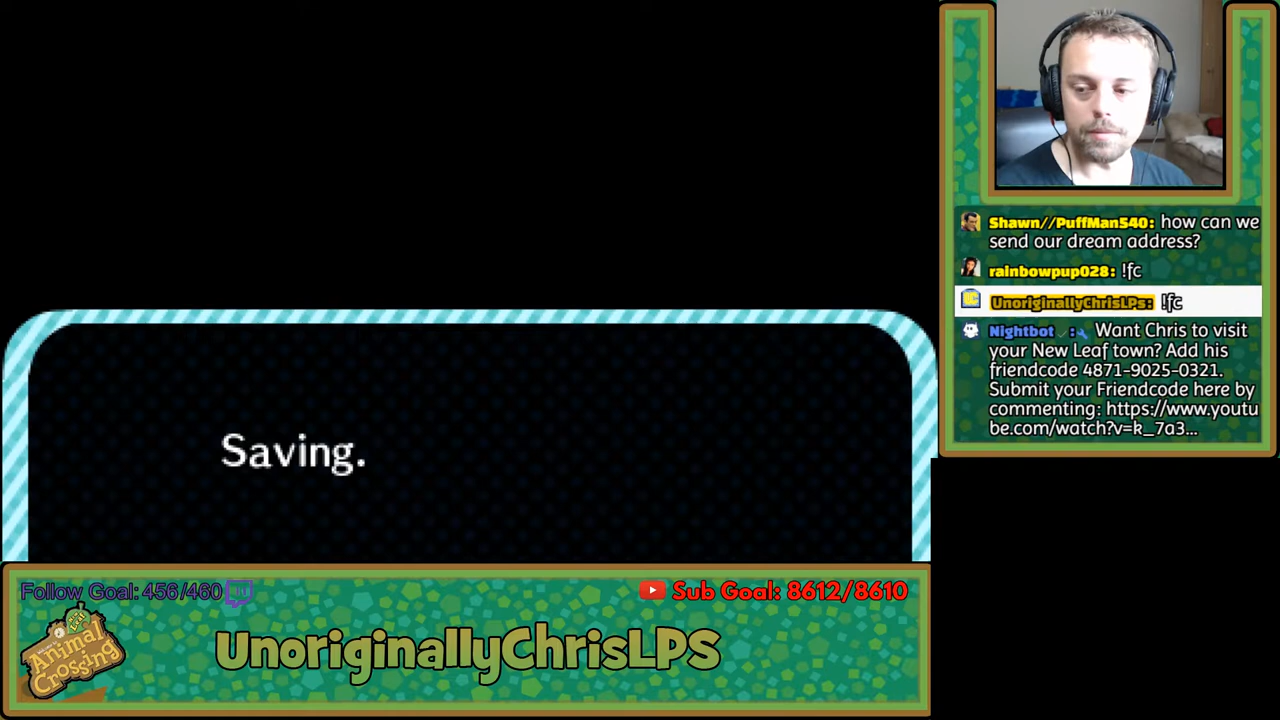 Shawn//PuffMan540: how can we
send our dream address?
rainbowpup028: !fc
UnoriginallyChrisLPs: !fc
Nightbot: Want Chris to visit
your New Leaf town? Add his
friendcode 4871-9025-0321.
Submit your Friendcode here by
commenting: https://www.youtu
be.com/watch?v=k_7a3...
Saving.
Follow Goal: 456/460
Sub Goal: 8612/8610
Animal
Crossing
UnoriginallyChrisLPS